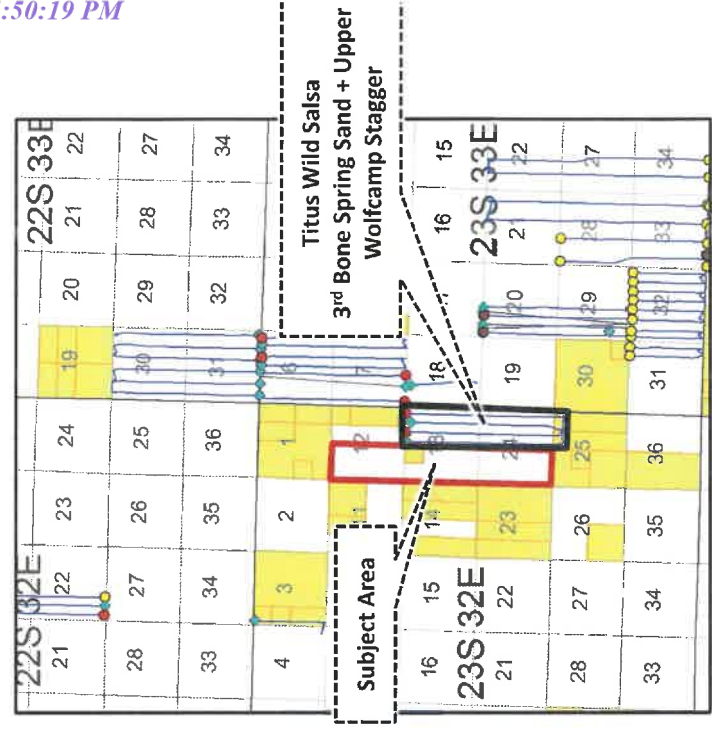 :50:19 PM
22S 32E
22S 33E
21 22 23 24 19 20 21 22
28 27 26 25 30 29 28 27
33 34 35 36 31 32 33 34
4 3 2 1 6
11 12 7
Titus Wild Salsa
3rd Bone Spring Sand + Upper
Wolfcamp Stagger
Subject Area
16 15 14 18 16 15
23S 32E
23S 33E
21 22 23 24 19 20 21 22
28 27 26 25 30 29 28 27
33 34 35 36 31 32 33 34